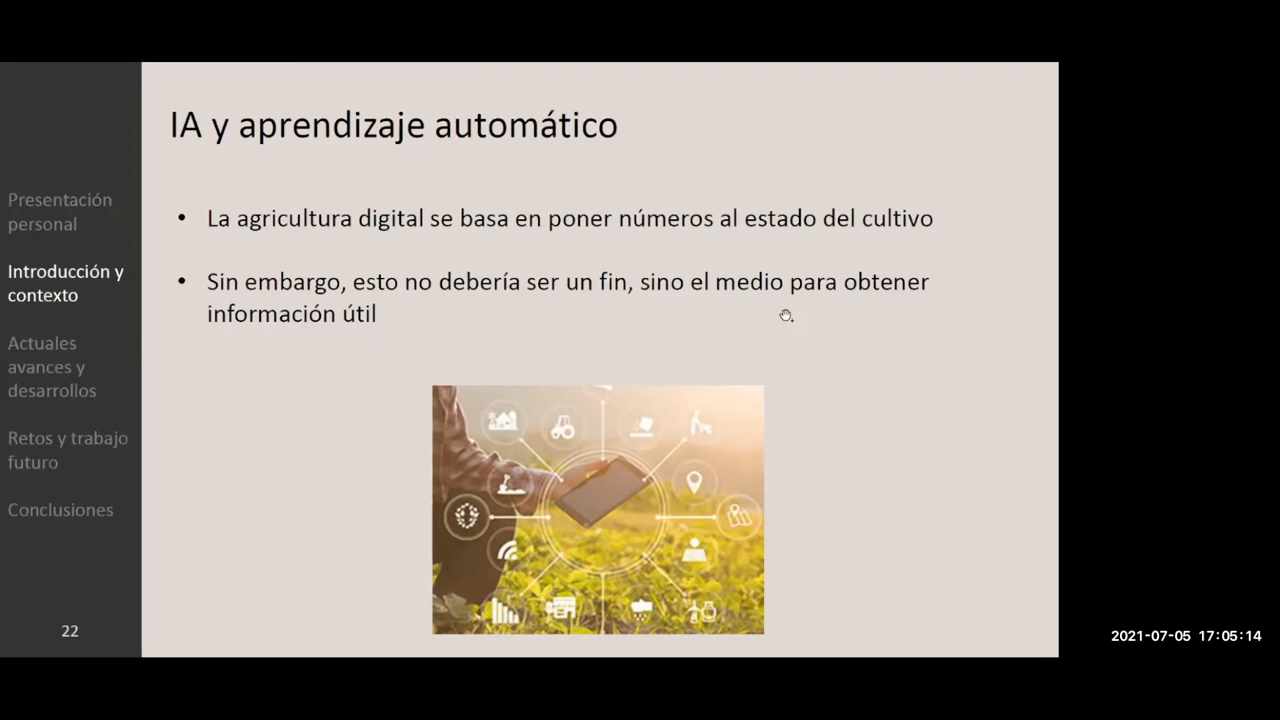 IA y aprendizaje automático
Presentación
personal
Introducción y
contexto
Actuales
avances y
desarrollos
Retos y trabajo
futuro
Conclusiones
22
• La agricultura digital se basa en poner números al estado del cultivo
• Sin embargo, esto no debería ser un fin, sino el medio para obtener
información útil
2021-07-05 17:05:14